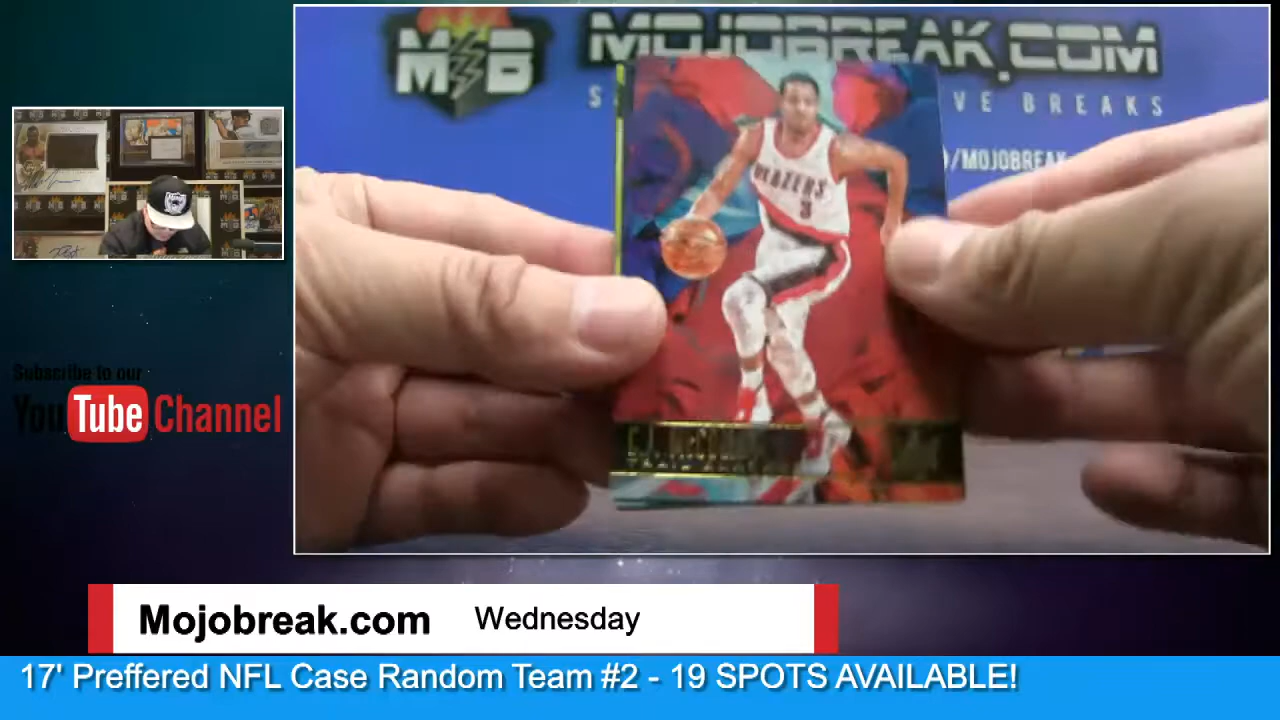 M B
MOJOBREAK.COM
VE BREAKS
/MOJOBREAK
BLAZERS
3
Subscribe to our
YouTube Channel
Mojobreak.com Wednesday
17' Preffered NFL Case Random Team #2 - 19 SPOTS AVAILABLE!